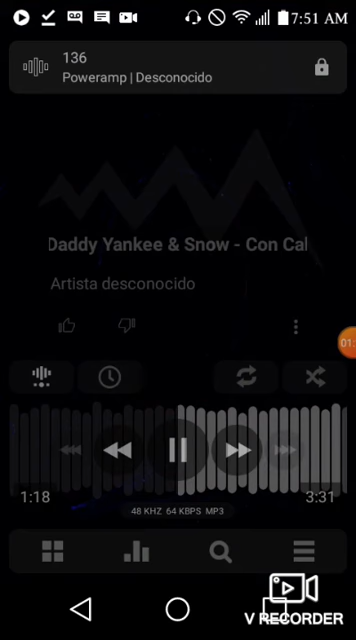 7:51 AM
136
Poweramp | Desconocido
Daddy Yankee & Snow - Con Cal
Artista desconocido
01:
1:18
3:31
48 KHZ 64 KBPS MP3
V RECORDER